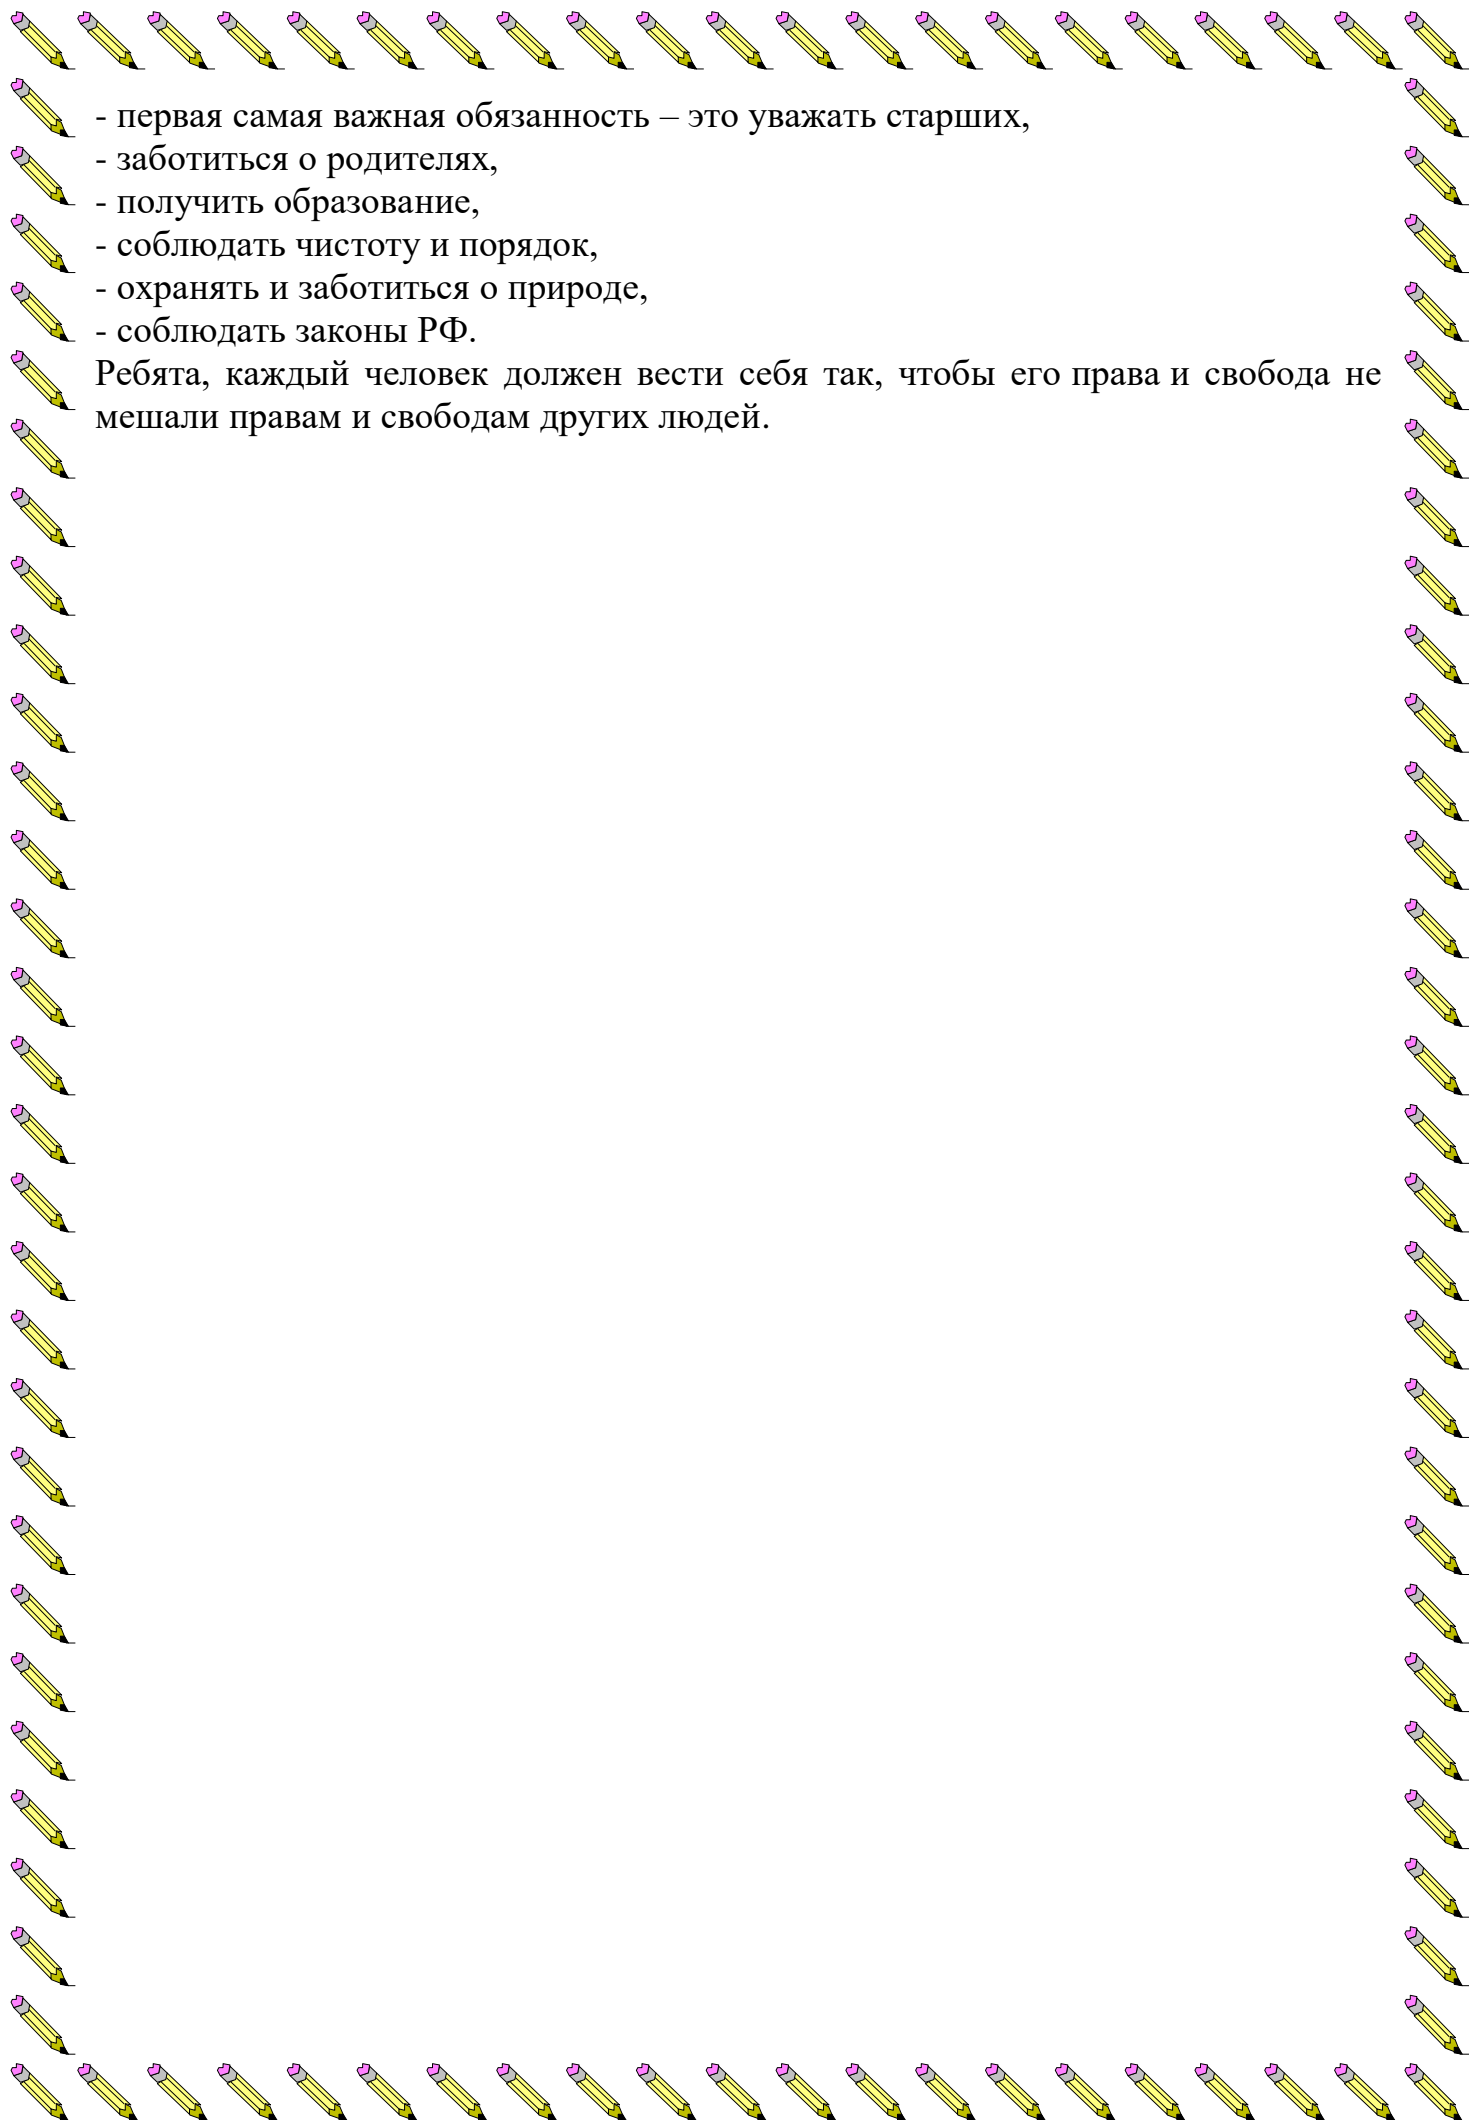 - первая самая важная обязанность – это уважать старших,
- заботиться о родителях,
- получить образование,
- соблюдать чистоту и порядок,
- охранять и заботиться о природе,
- соблюдать законы РФ.
Ребята, каждый человек должен вести себя так, чтобы его права и свобода не
мешали правам и свободам других людей.